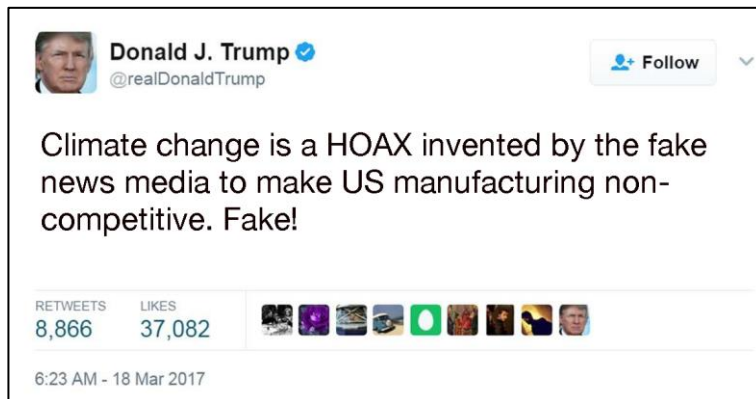 Donald J. Trump
@realDonaldTrump
Follow
Climate change is a HOAX invented by the fake
news media to make US manufacturing non-
competitive. Fake!
RETWEETS LIKES
8,866 37,082
6:23 AM - 18 Mar 2017